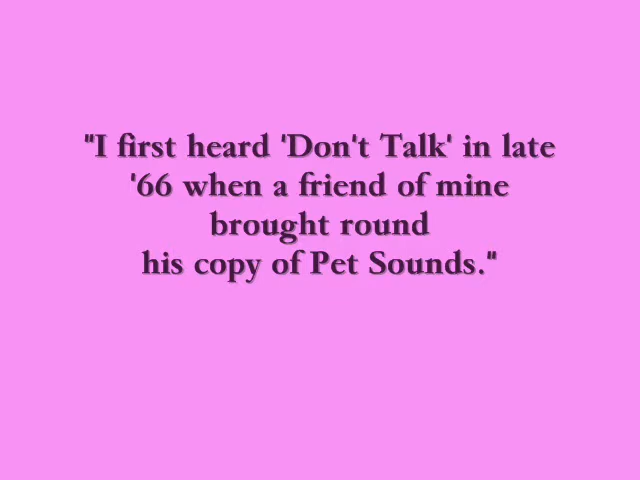 "I first heard 'Don't Talk' in late
'66 when a friend of mine
brought round
his copy of Pet Sounds."